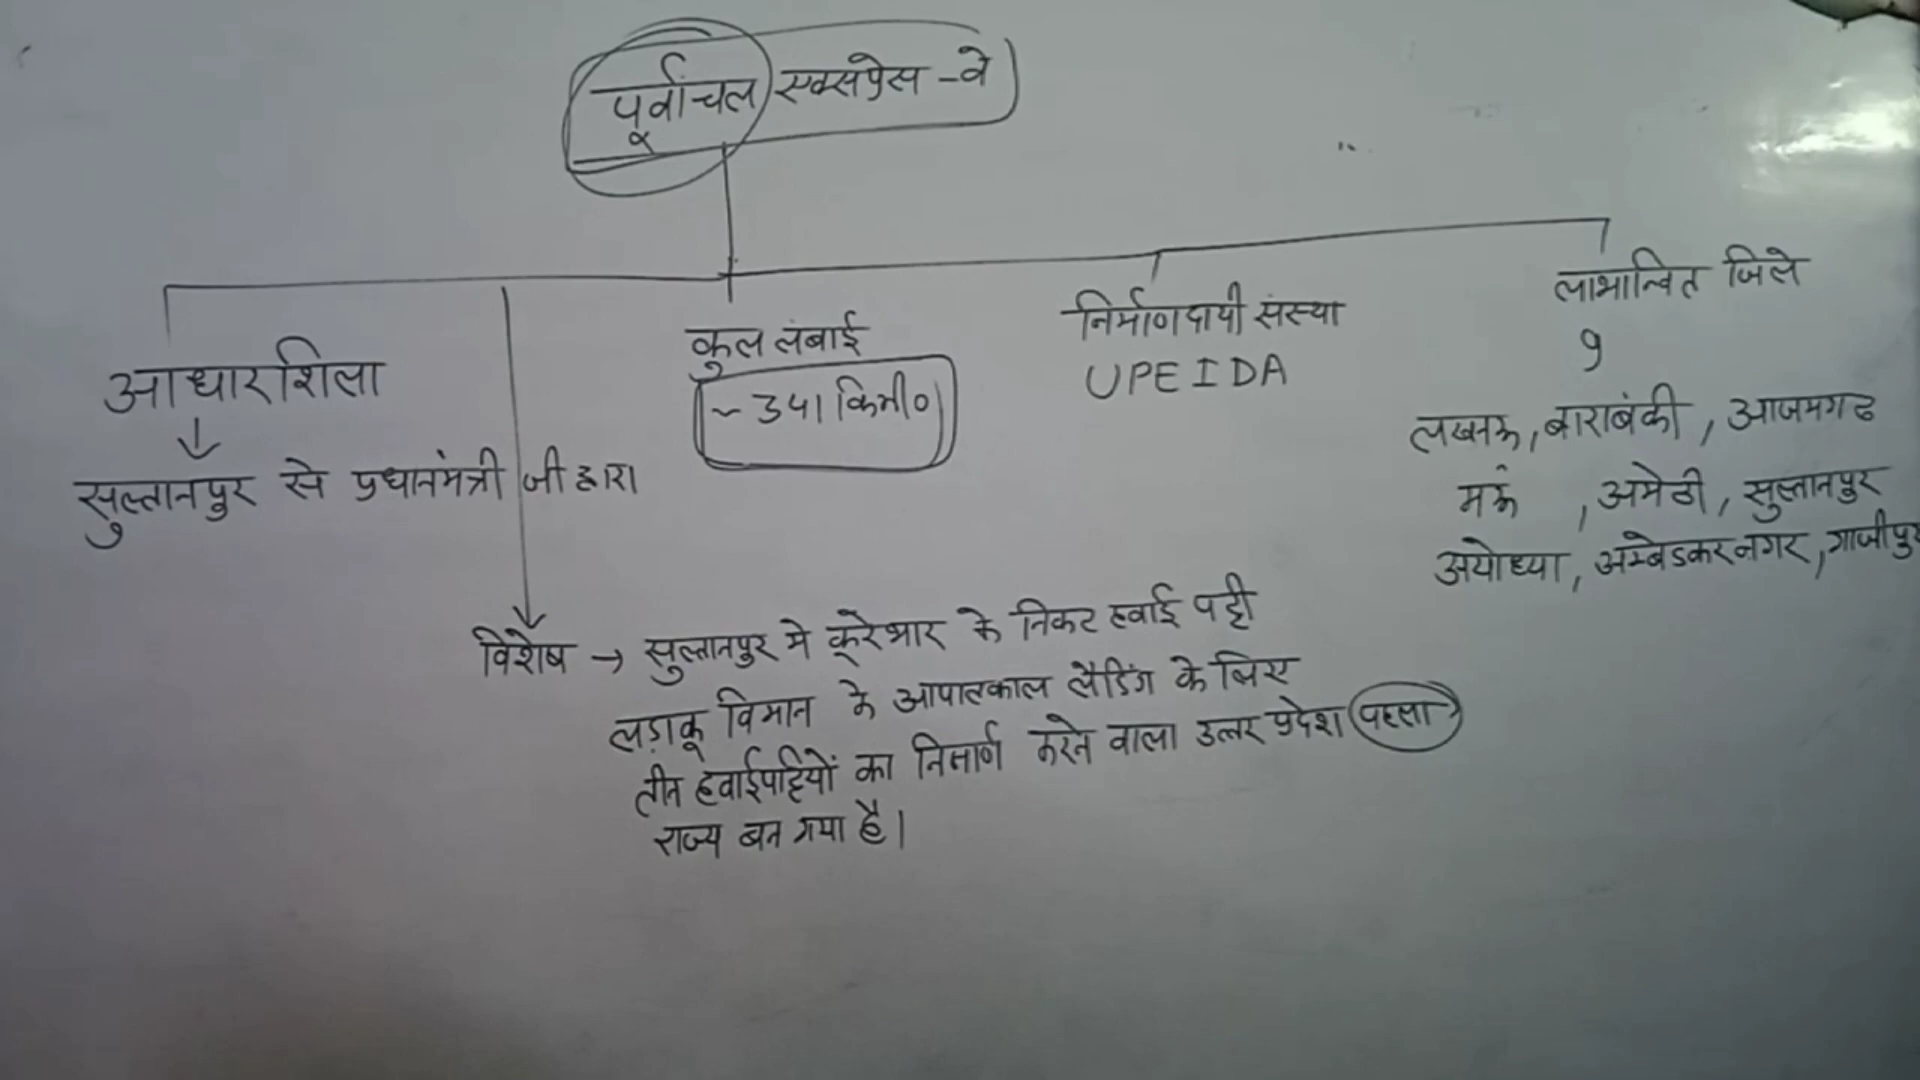 पूर्वांचल एक्सप्रेस-वे
आधारशिला
सुल्तानपुर से प्रधानमंत्री जी द्वारा
कुल लंबाई
~341 किमी०
निर्माणदायी संस्था
UPEIDA
लाभान्वित जिले
9
लखनऊ, बाराबंकी, आजमगढ
मऊ , अमेठी, सुल्तानपुर
अयोध्या, अम्बेडकरनगर, गाजीपुर
विशेष → सुल्तानपुर मे कूरेभार के निकट हवाई पट्टी
लड़ाकू विमान के आपातकाल लैडिंग के लिए
तीन हवाईपट्टियों का निर्माण करने वाला उत्तर प्रदेश पहला
राज्य बन गया है।